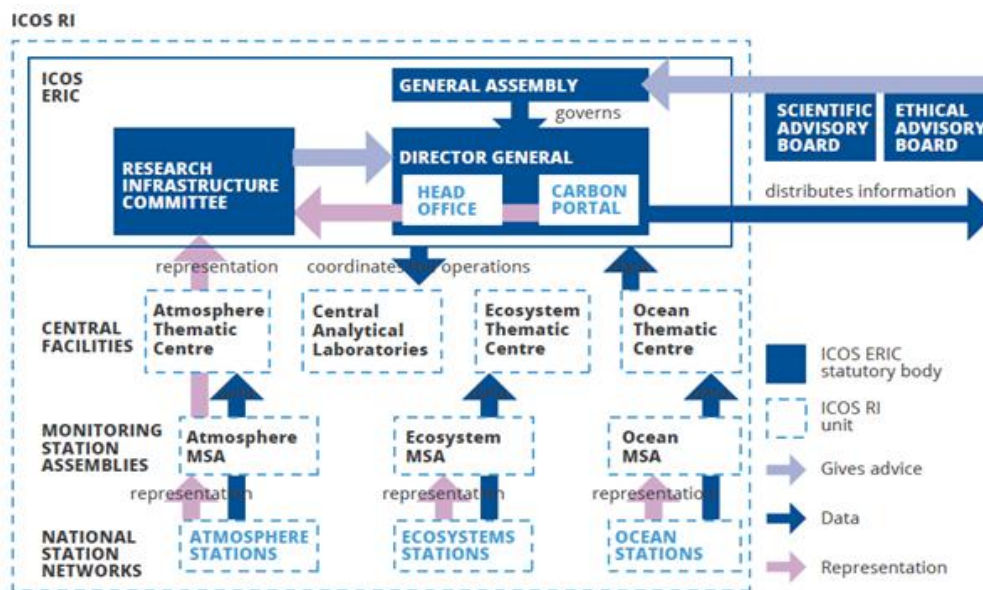 ICOS RI
ICOS
ERIC
GENERAL ASSEMBLY
governs
SCIENTIFIC
ADVISORY
BOARD
ETHICAL
ADVISORY
BOARD
RESEARCH
INFRASTRUCTURE
COMMITTEE
DIRECTOR GENERAL
HEAD
OFFICE
CARBON
PORTAL
distributes information
representation
coordinates operations
CENTRAL
FACILITIES
Atmosphere
Thematic
Centre
Central
Analytical
Laboratories
Ecosystem
Thematic
Centre
Ocean
Thematic
Centre
ICOS ERIC
statutory body
ICOS RI
unit
MONITORING
STATION
ASSEMBLIES
Atmosphere
MSA
Ecosystem
MSA
Ocean
MSA
Gives advice
representation
representation
representation
Data
NATIONAL
STATION
NETWORKS
ATMOSPHERE
STATIONS
ECOSYSTEMS
STATIONS
OCEAN
STATIONS
Representation